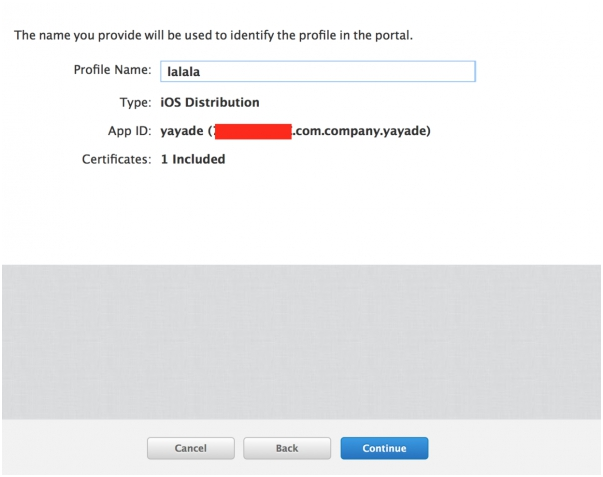 The name you provide will be used to identify the profile in the portal.
Profile Name: lalala
Type: iOS Distribution
App ID: yayade ( .com.company.yayade)
Certificates: 1 Included
Cancel Back Continue